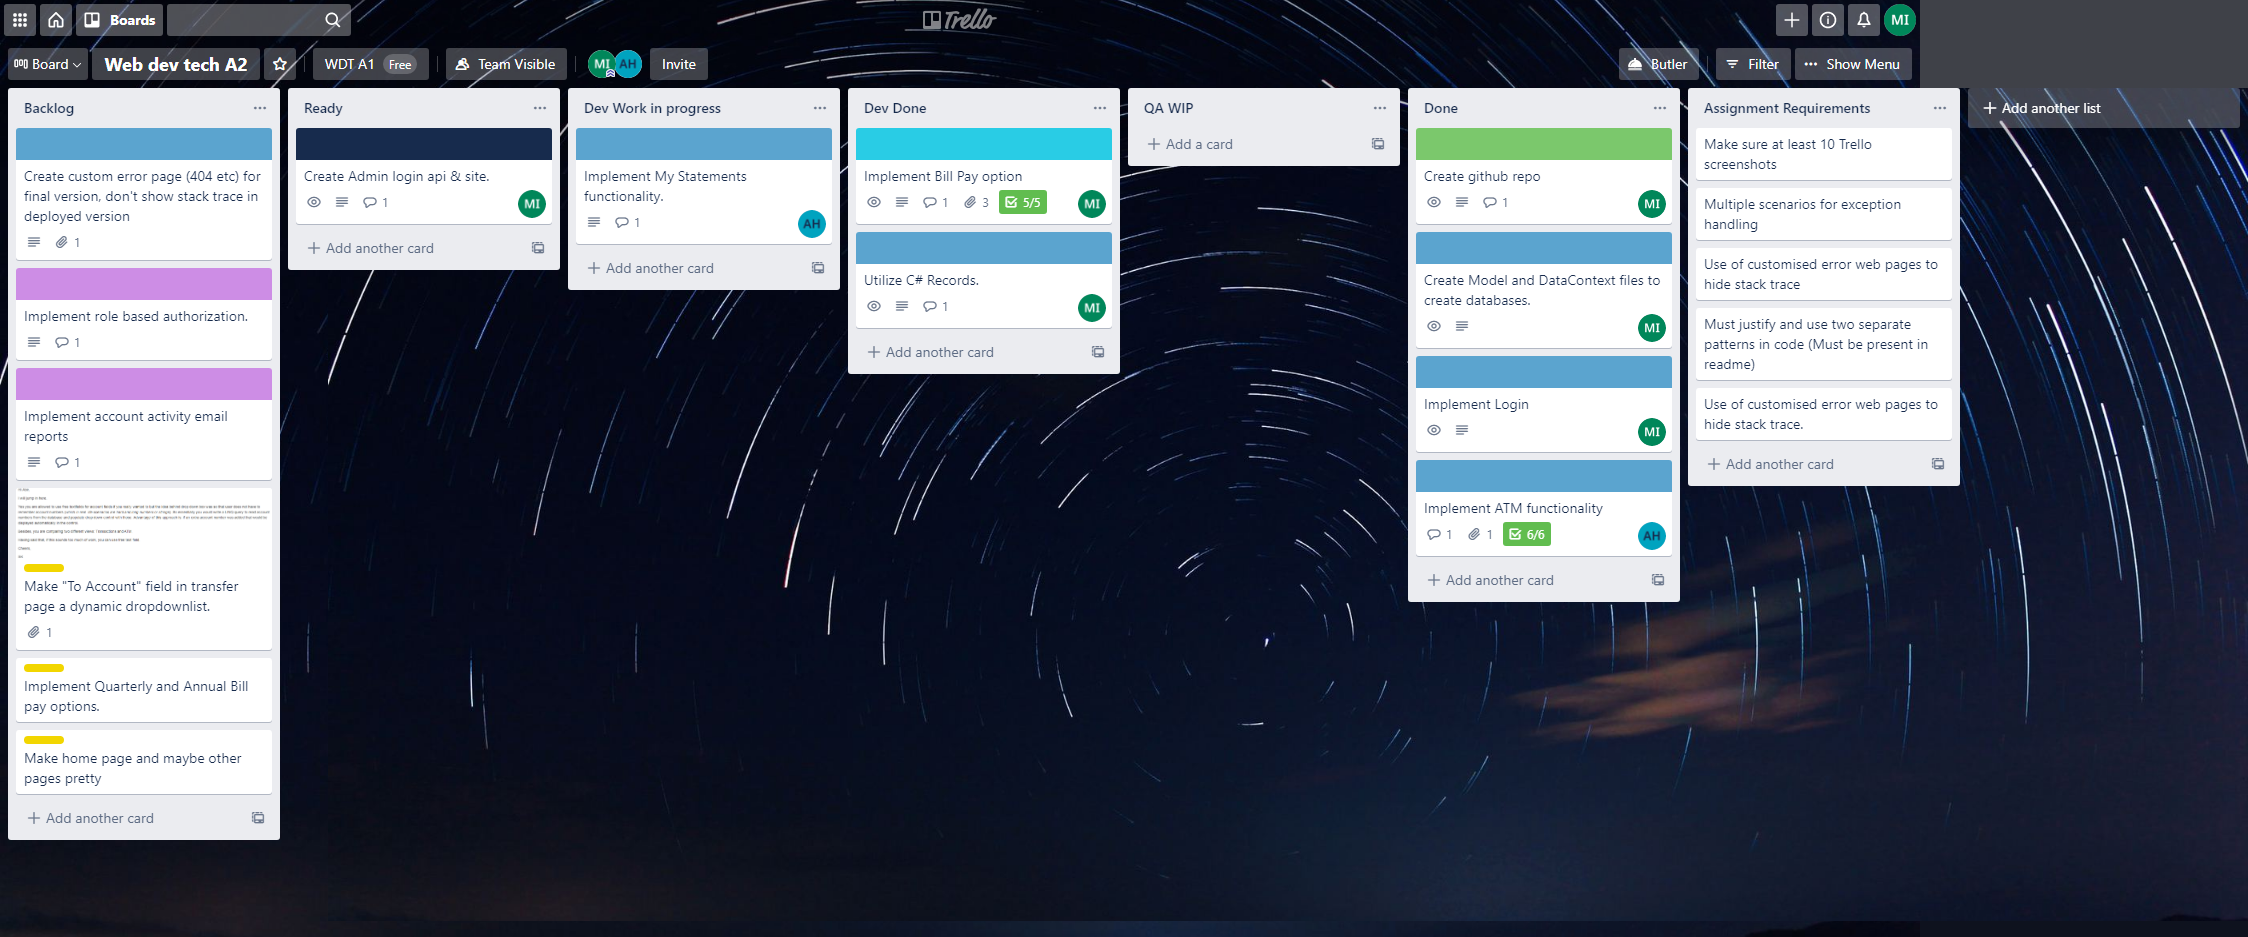 Boards
Trello
MI
Board
Web dev tech A2
WDT A1 Free
Team Visible
MI AH
Invite
Butler
Filter
Show Menu
Backlog
Create custom error page (404 etc) for
final version, don't show stack trace in
deployed version
1
Implement role based authorization.
1
Implement account activity email
reports
1
Make "To Account" field in transfer
page a dynamic dropdownlist.
1
Implement Quarterly and Annual Bill
pay options.
Make home page and maybe other
pages pretty
Add another card
Ready
Create Admin login api & site.
1
MI
Add another card
Dev Work in progress
Implement My Statements
functionality.
1
AH
Add another card
Dev Done
Implement Bill Pay option
1 3 5/5
MI
Utilize C# Records.
1
MI
Add another card
QA WIP
Add a card
Done
Create github repo
1
MI
Create Model and DataContext files to
create databases.
MI
Implement Login
MI
Implement ATM functionality
1 1 6/6
AH
Add another card
Assignment Requirements
Make sure at least 10 Trello
screenshots
Multiple scenarios for exception
handling
Use of customised error web pages to
hide stack trace
Must justify and use two separate
patterns in code (Must be present in
readme)
Use of customised error web pages to
hide stack trace.
Add another card
Add another list